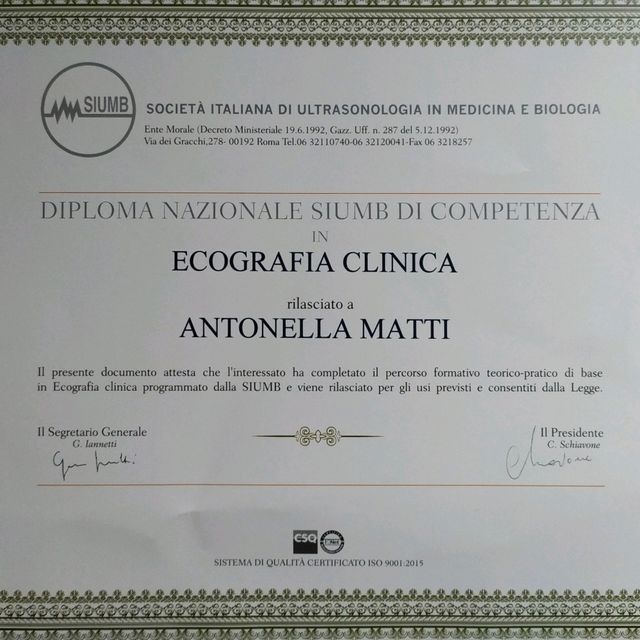 SIUMB
SOCIETÀ ITALIANA DI ULTRASONOLOGIA IN MEDICINA E BIOLOGIA
Ente Morale (Decreto Ministeriale 19.6.1992, Gazz. Uff. n. 287 del 5.12.1992)
Via dei Gracchi,278- 00192 Roma Tel.06 32110740-06 32120041-Fax 06 3218257
DIPLOMA NAZIONALE SIUMB DI COMPETENZA
IN
ECOGRAFIA CLINICA
rilasciato a
ANTONELLA MATTI
Il presente documento attesta che l'interessato ha completato il percorso formativo teorico-pratico di base
in Ecografia clinica programmato dalla SIUMB e viene rilasciato per gli usi previsti e consentiti dalla Legge.
Il Segretario Generale
G. Iannetti
Il Presidente
C. Schiavone
CSQ
SISTEMA DI QUALITÀ CERTIFICATO ISO 9001:2015